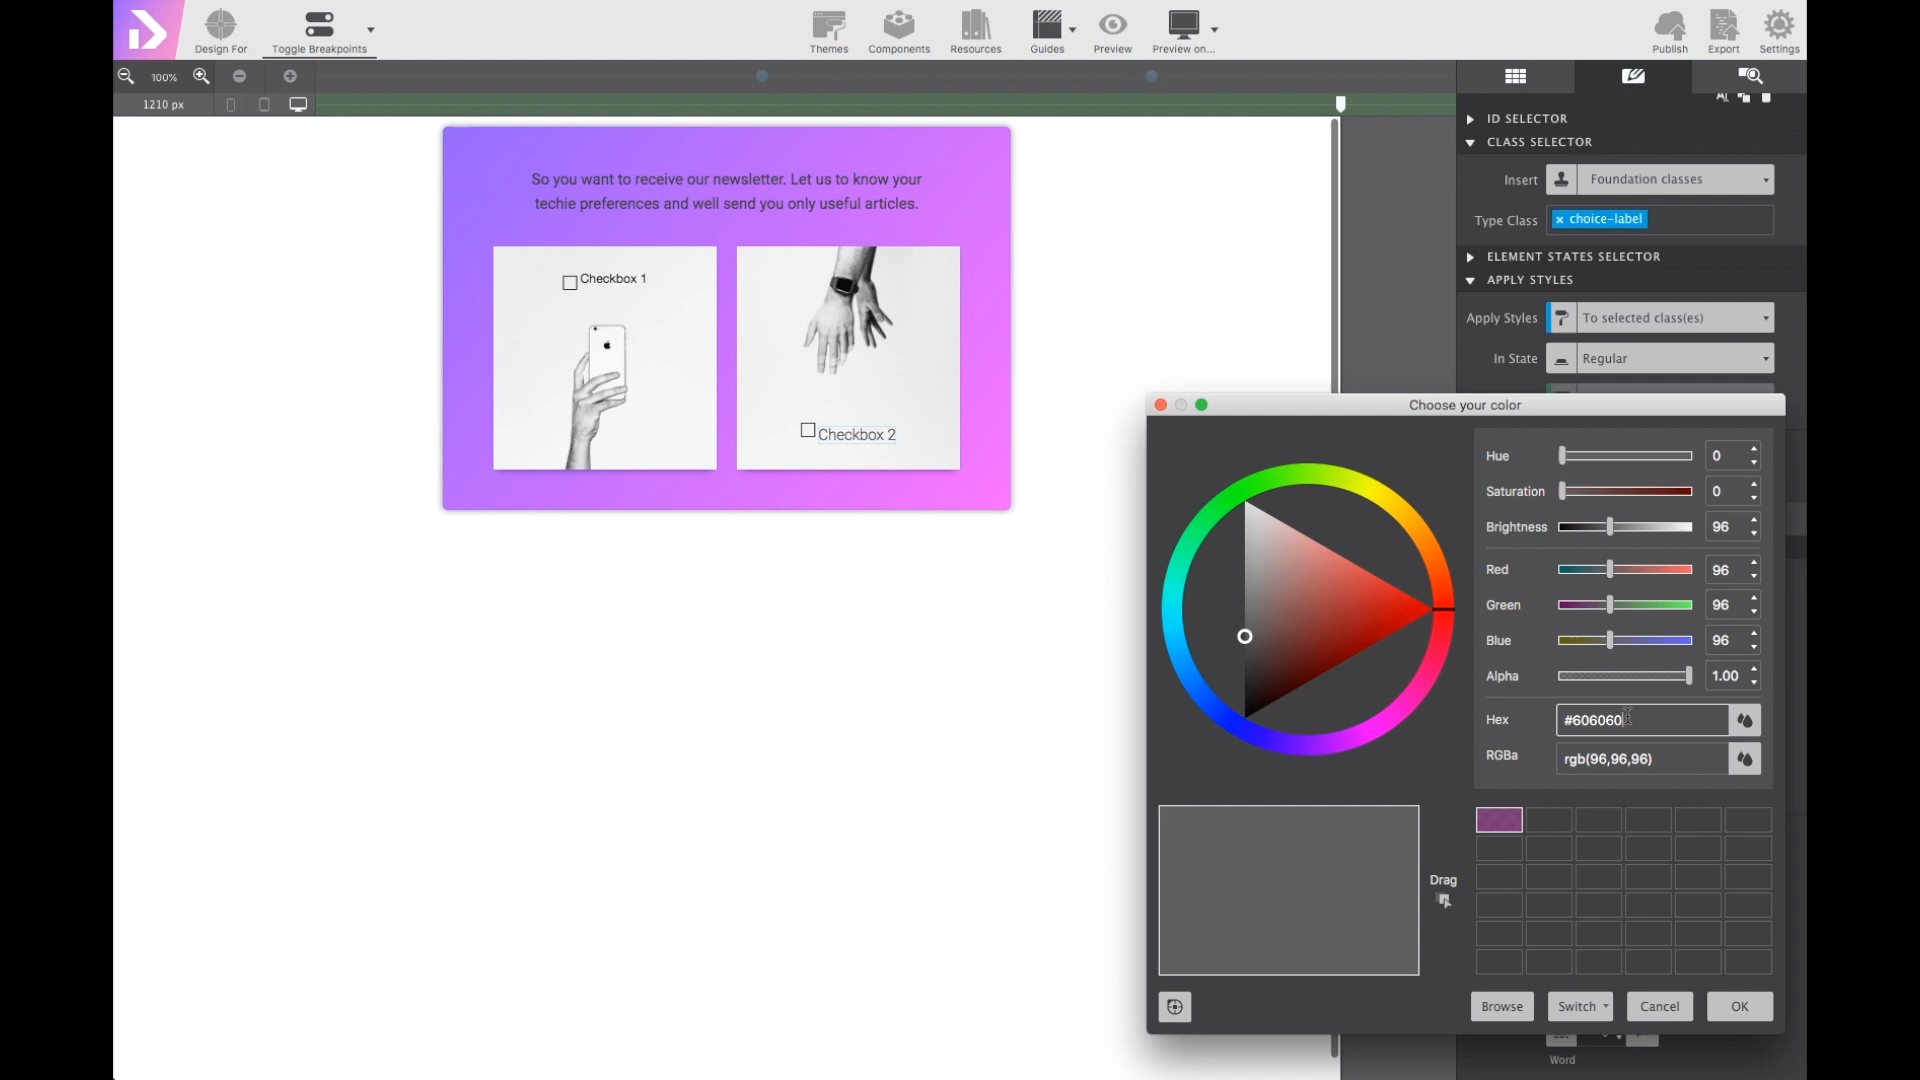 Design For
Toggle Breakpoints
Themes
Components
Resources
Guides
Preview
Preview on...
Publish
Export
Settings
100%
1210 px
ID SELECTOR
CLASS SELECTOR
Insert
Foundation classes
Type Class
× choice-label
ELEMENT STATES SELECTOR
APPLY STYLES
Apply Styles
To selected class(es)
In State
Regular
So you want to receive our newsletter. Let us to know your
techie preferences and well send you only useful articles.
Checkbox 1
Checkbox 2
Choose your color
Hue
0
Saturation
0
Brightness
96
Red
96
Green
96
Blue
96
Alpha
1.00
Hex
#606060
RGBa
rgb(96,96,96)
Drag
Browse
Switch
Cancel
OK
Word